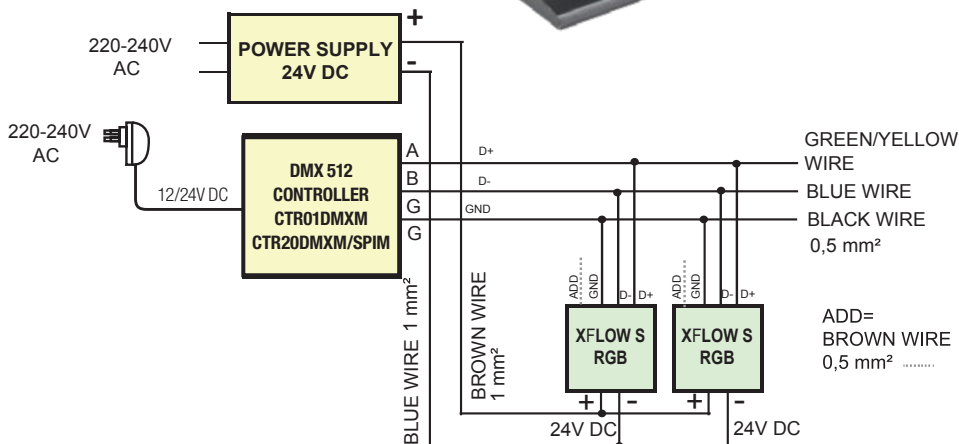 220-240V
AC
POWER SUPPLY
24V DC
+
-
220-240V
AC
12/24V DC
DMX 512
CONTROLLER
CTR01DMXM
CTR20DMXM/SPIM
A
B
G
G
D+
D-
GND
GREEN/YELLOW
WIRE
BLUE WIRE
BLACK WIRE
0,5 mm²
BLUE WIRE 1 mm²
BROWN WIRE
1 mm²
ADD
GND
D-
D+
ADD
GND
D-
D+
XFLOW S
RGB
XFLOW S
RGB
+
-
+
-
24V DC
24V DC
ADD=
BROWN WIRE
0,5 mm² ..........